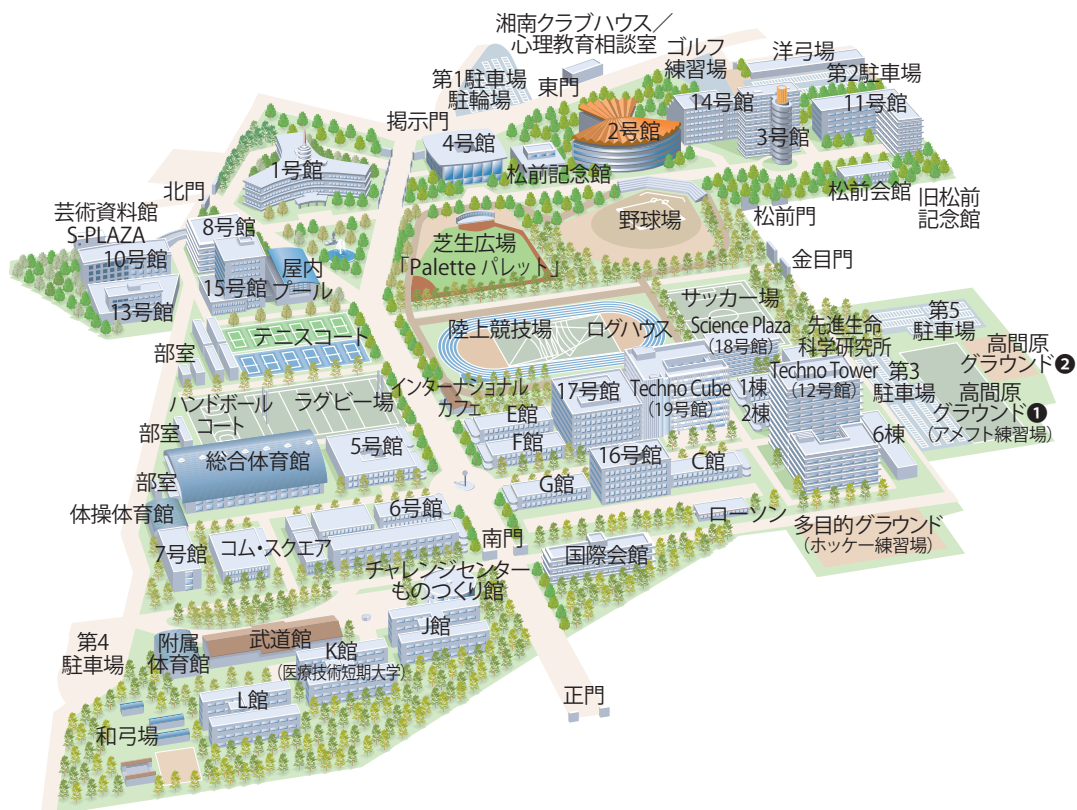 湘南クラブハウス／
心理教育相談室
ゴルフ
練習場
洋弓場
第1駐車場
駐輪場
東門
第2駐車場
掲示門
4号館
2号館
14号館
3号館
11号館
1号館
松前記念館
松前会館
旧松前
記念館
北門
松前門
野球場
芸術資料館
S-PLAZA
8号館
芝生広場
「Palette パレット」
金目門
10号館
屋内
プール
15号館
13号館
サッカー場
テニスコート
陸上競技場
ログハウス
Science Plaza
（18号館）
先進生命
科学研究所
第5
駐車場
部室
高間原
グラウンド❷
インターナショナル
カフェ
17号館
Techno Cube
（19号館）
1棟
2棟
Techno Tower
（12号館）
第3
駐車場
高間原
グラウンド❶
（アメフト練習場）
ハンドボール
コート
ラグビー場
E館
F館
部室
総合体育館
5号館
16号館
C館
6棟
部室
G館
体操体育館
6号館
ローソン
7号館
コム・スクエア
南門
国際会館
多目的グラウンド
（ホッケー練習場）
チャレンジセンター
ものつくり館
J館
第4
駐車場
附属
体育館
武道館
K館
（医療技術短期大学）
L館
正門
和弓場